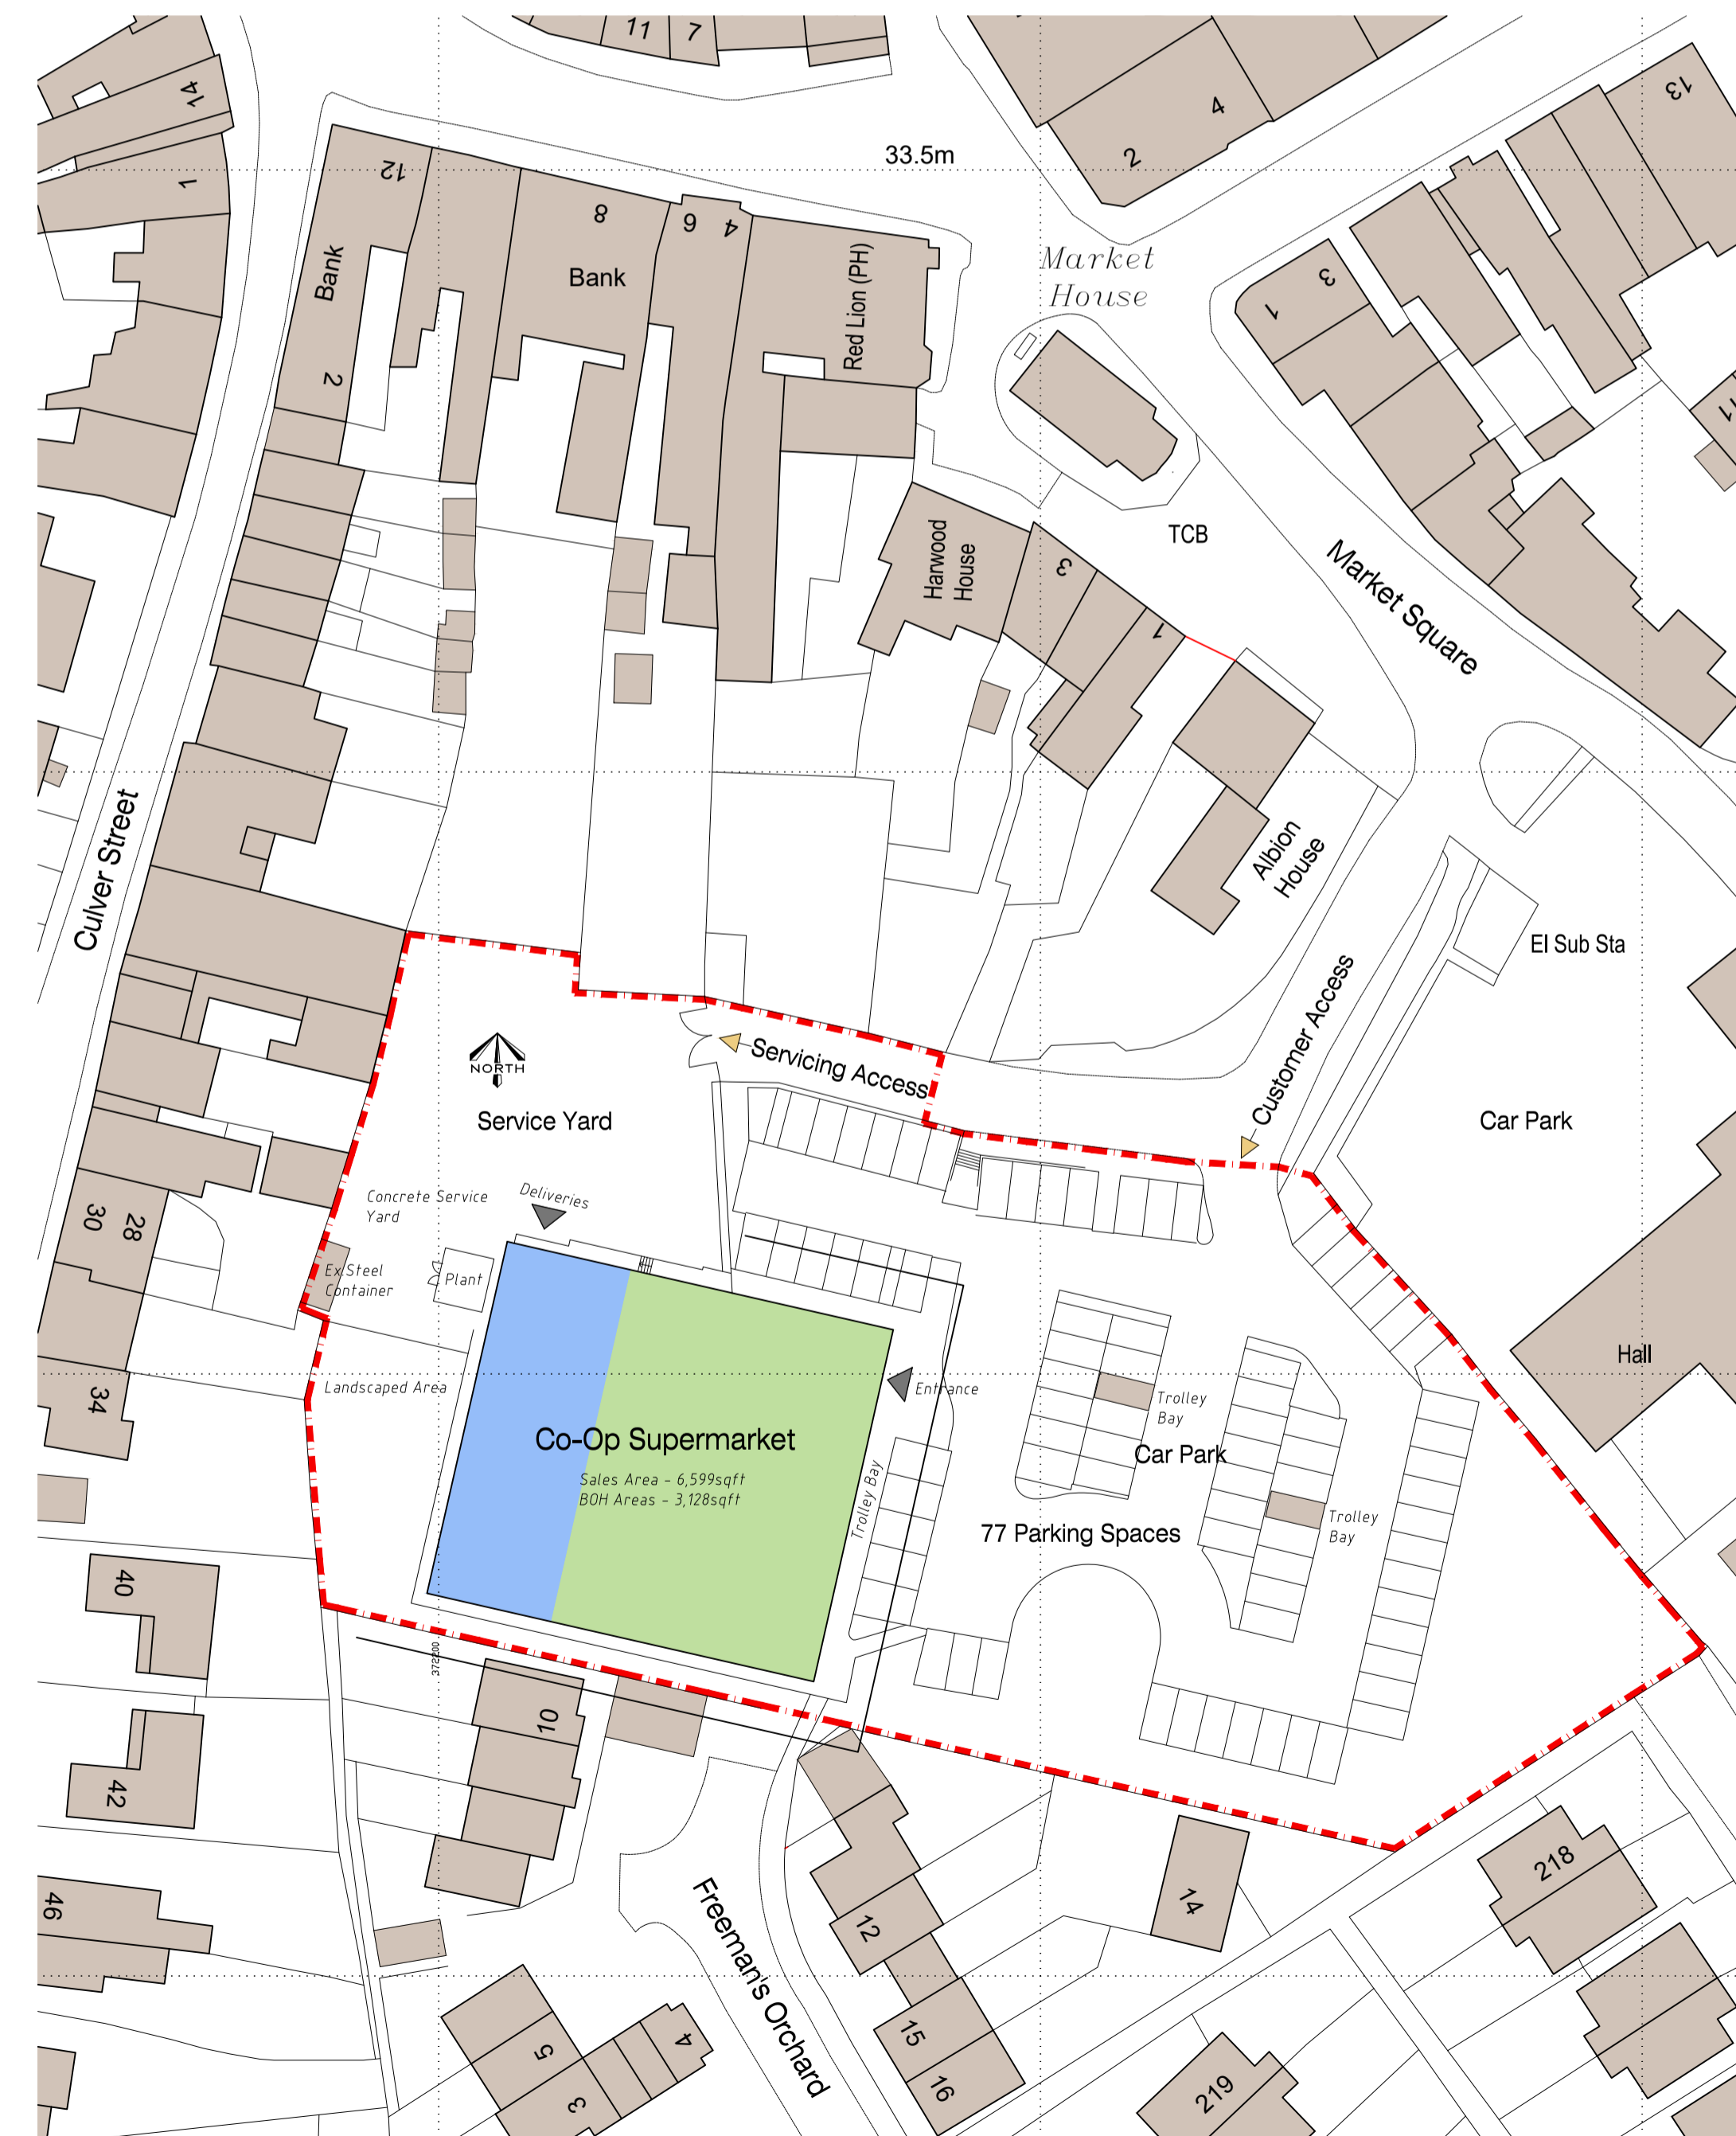 11
7
14
1
12
33.5m
4
2
13
8
6
4
Bank
Bank
2
Red Lion (PH)
Market
House
3
1
11
TCB
Harwood
House
3
1
Market Square
Culver Street
Albion
House
El Sub Sta
Customer Access
Servicing Access
NORTH
Service Yard
Car Park
Concrete Service
Yard
Deliveries
30
28
Ex Steel
Container
Plant
Hall
Landscaped Area
Entrance
34
Trolley
Bay
Co-Op Supermarket
Car Park
Sales Area - 6,599sqft
BOH Areas - 3,128sqft
Trolley Bay
Trolley
Bay
77 Parking Spaces
40
372200
10
42
218
46
14
12
Freeman's Orchard
15
16
5
4
3
219